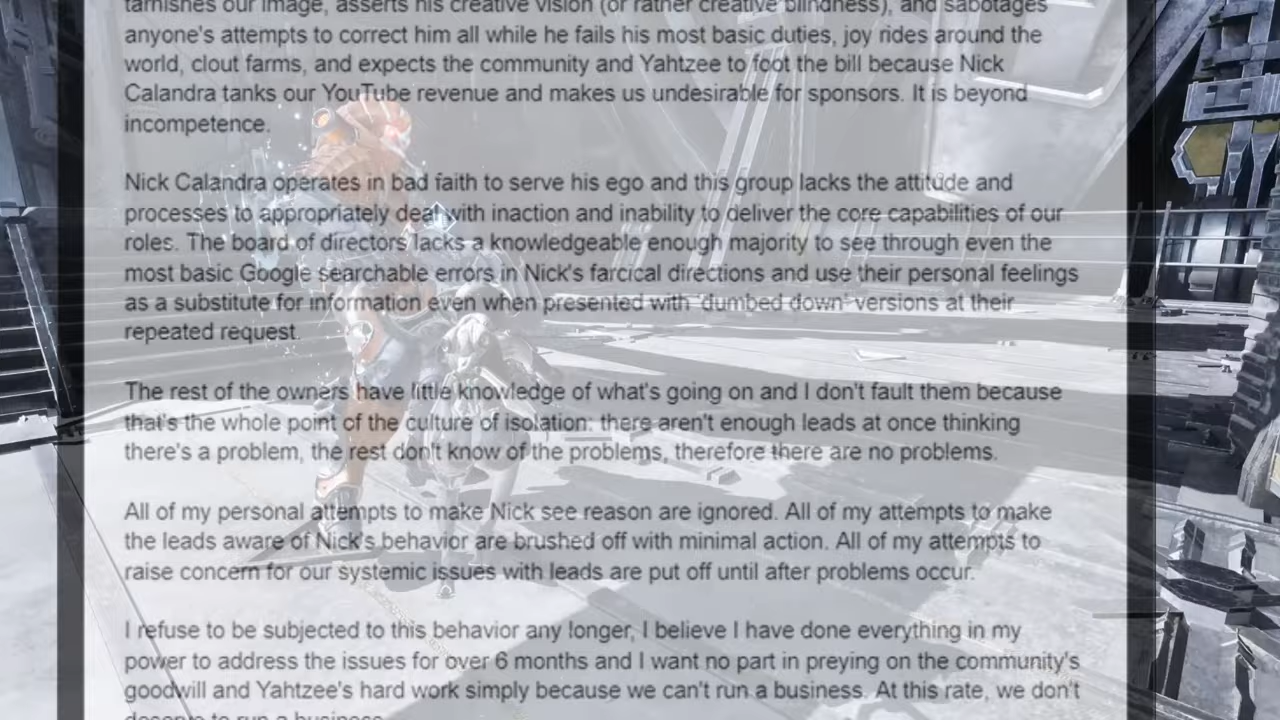 tarnishes our image, asserts his creative vision (or rather creative blindness), and sabotages
anyone's attempts to correct him all while he fails his most basic duties, joy rides around the
world, clout farms, and expects the community and Yahtzee to foot the bill because Nick
Calandra tanks our YouTube revenue and makes us undesirable for sponsors. It is beyond
incompetence.
Nick Calandra operates in bad faith to serve his ego and this group lacks the attitude and
processes to appropriately deal with inaction and inability to deliver the core capabilities of our
roles. The board of directors lacks a knowledgeable enough majority to see through even the
most basic Google searchable errors in Nick's farcical directions and use their personal feelings
as a substitute for information even when presented with "dumbed down" versions at their
repeated request.
The rest of the owners have little knowledge of what's going on and I don't fault them because
that's the whole point of the culture of isolation: there aren't enough leads at once thinking
there's a problem, the rest don't know of the problems, therefore there are no problems.
All of my personal attempts to make Nick see reason are ignored. All of my attempts to make
the leads aware of Nick's behavior are brushed off with minimal action. All of my attempts to
raise concern for our systemic issues with leads are put off until after problems occur.
I refuse to be subjected to this behavior any longer, I believe I have done everything in my
power to address the issues for over 6 months and I want no part in preying on the community's
goodwill and Yahtzee's hard work simply because we can't run a business. At this rate, we don't
deserve to run a business.